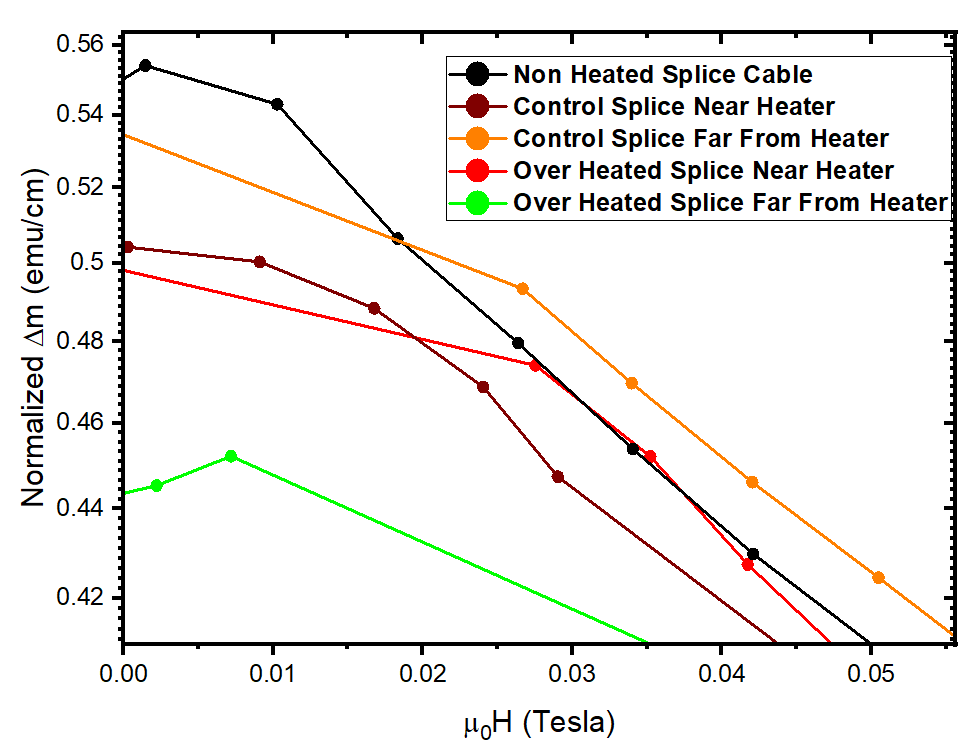 Normalized Δm (emu/cm)
0.56
0.54
0.52
0.5
0.48
0.46
0.44
0.42
Non Heated Splice Cable
Control Splice Near Heater
Control Splice Far From Heater
Over Heated Splice Near Heater
Over Heated Splice Far From Heater
0.00 0.01 0.02 0.03 0.04 0.05
μ₀H (Tesla)